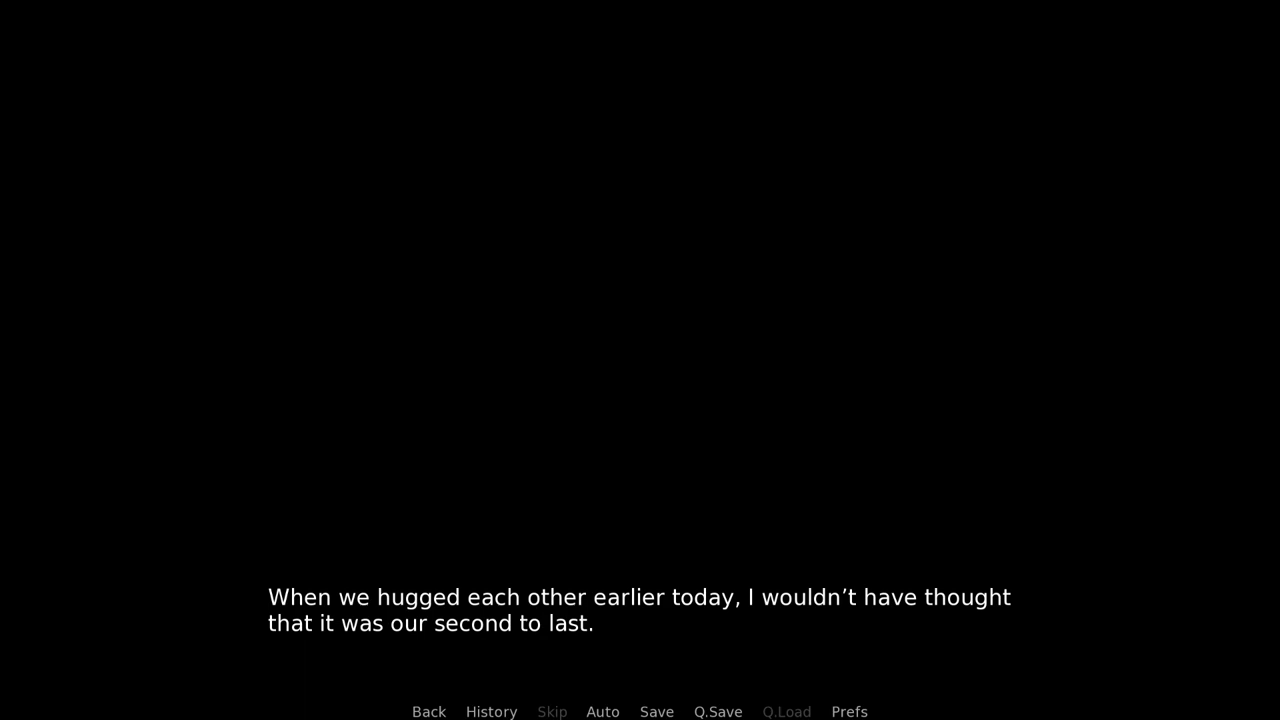 When we hugged each other earlier today, I wouldn’t have thought
that it was our second to last.
Back History Skip Auto Save Q.Save Q.Load Prefs